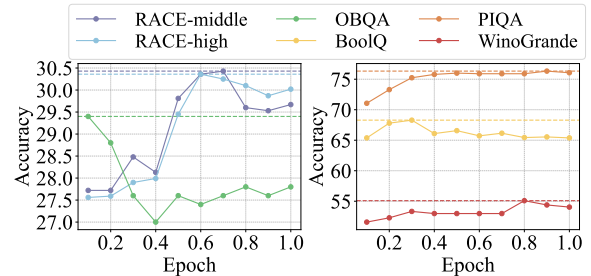 RACE-middle OBQA PIQA
RACE-high BoolQ WinoGrande
30.5
30.0
29.5
29.0
28.5
28.0
27.5
27.0
Accuracy
0.2 0.4 0.6 0.8 1.0
Epoch
75
70
65
55
Accuracy
0.2 0.4 0.6 0.8 1.0
Epoch